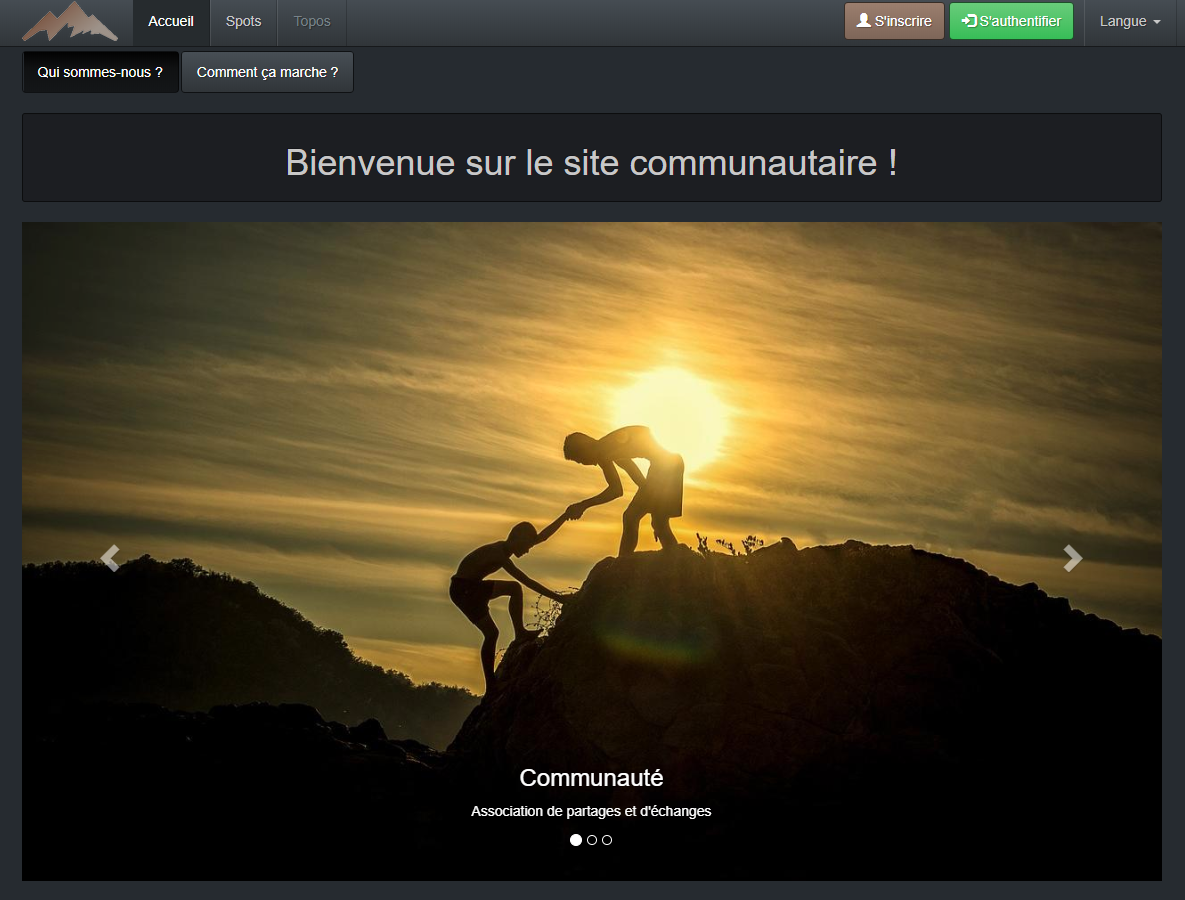 Accueil Spots Topos S'inscrire S'authentifier Langue
Qui sommes-nous ? Comment ça marche ?
Bienvenue sur le site communautaire !
Communauté
Association de partages et d'échanges